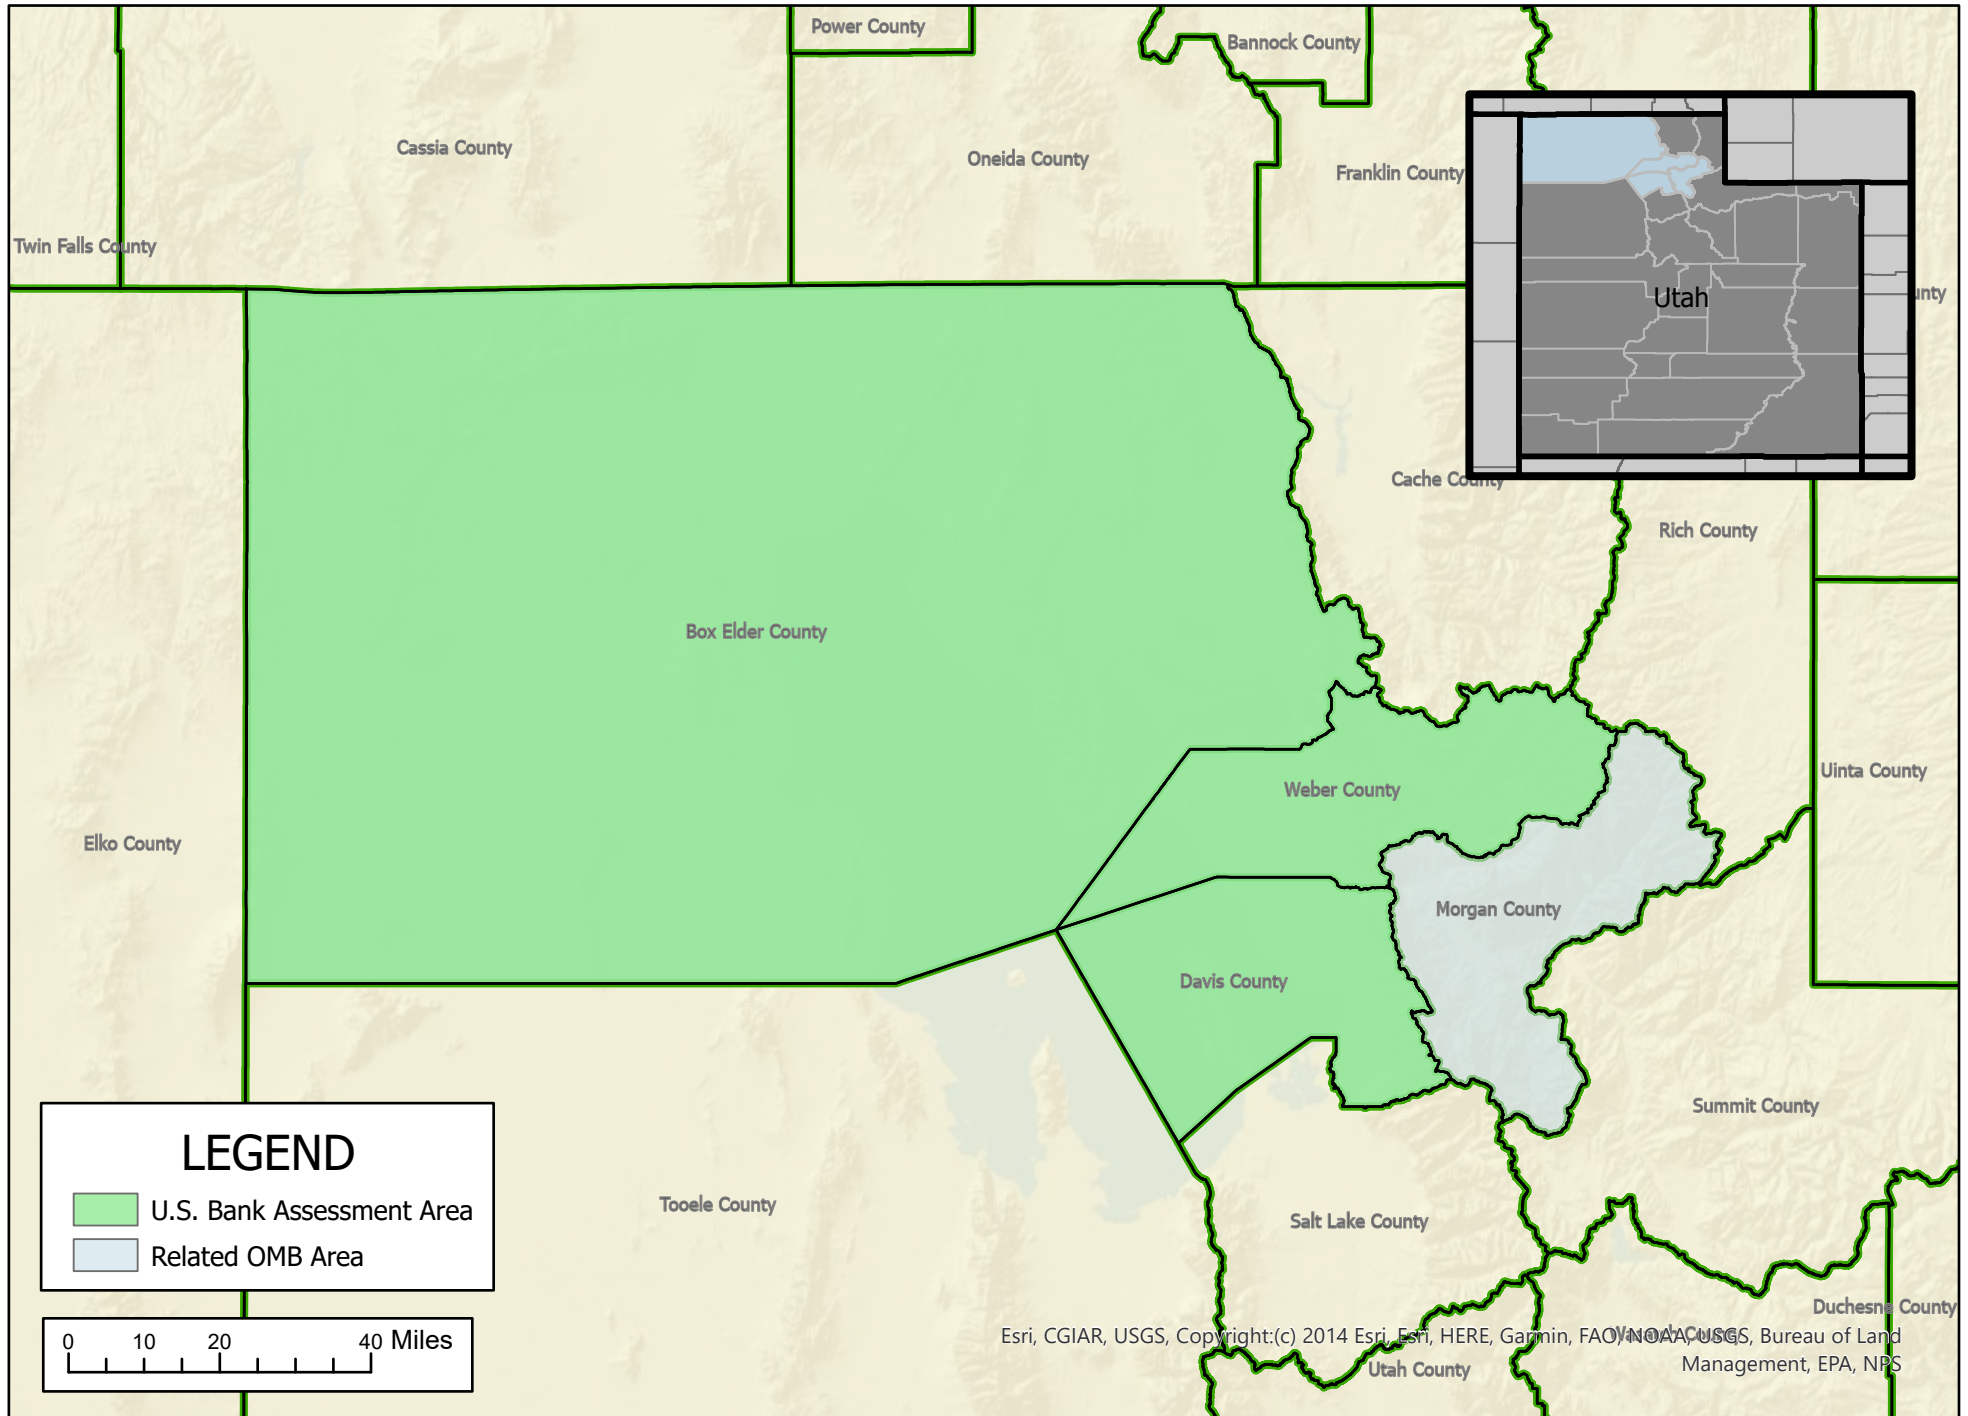 Power County
Bannock County
Cassia County
Oneida County
Franklin County
Twin Falls County
Utah
unty
Cache County
Rich County
Box Elder County
Uinta County
Weber County
Elko County
Morgan County
Davis County
Summit County
LEGEND
U.S. Bank Assessment Area
Related OMB Area
Tooele County
Salt Lake County
Duchesne County
0 10 20 40 Miles
Esri, CGIAR, USGS, Copyright:(c) 2014 Esri, Esri, HERE, Garmin, FAO, NOAA, USGS, Bureau of Land
Management, EPA, NPS
Utah County